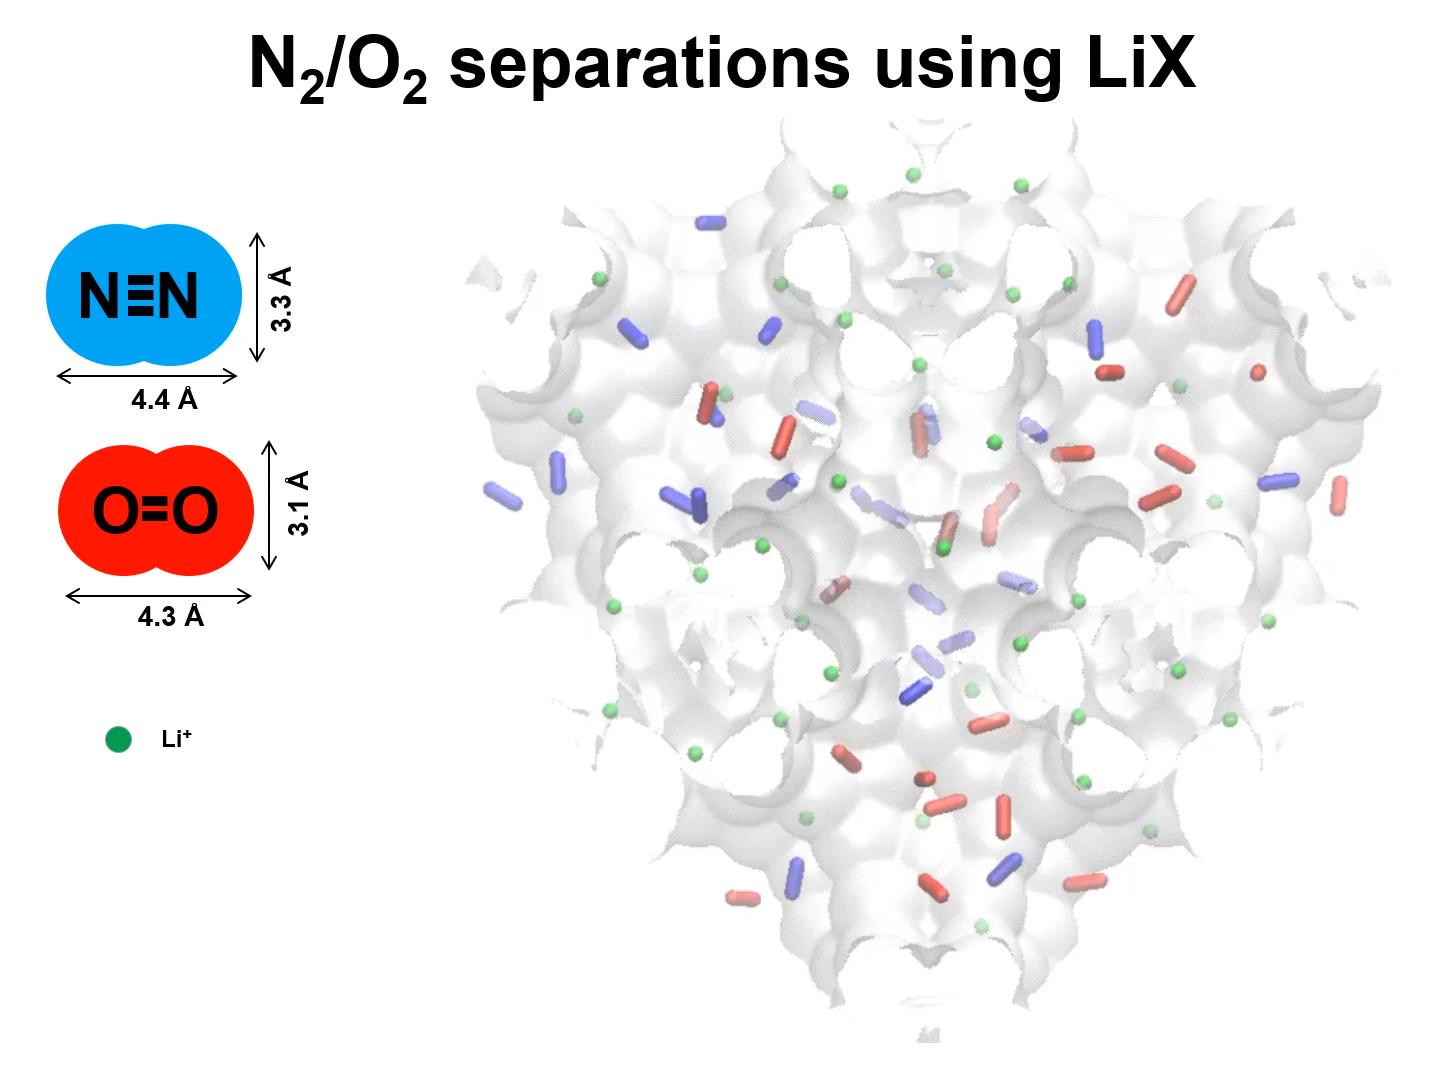 N₂/O₂ separations using LiX
N≡N
3.3 Å
4.4 Å
O=O
3.1 Å
4.3 Å
Li⁺